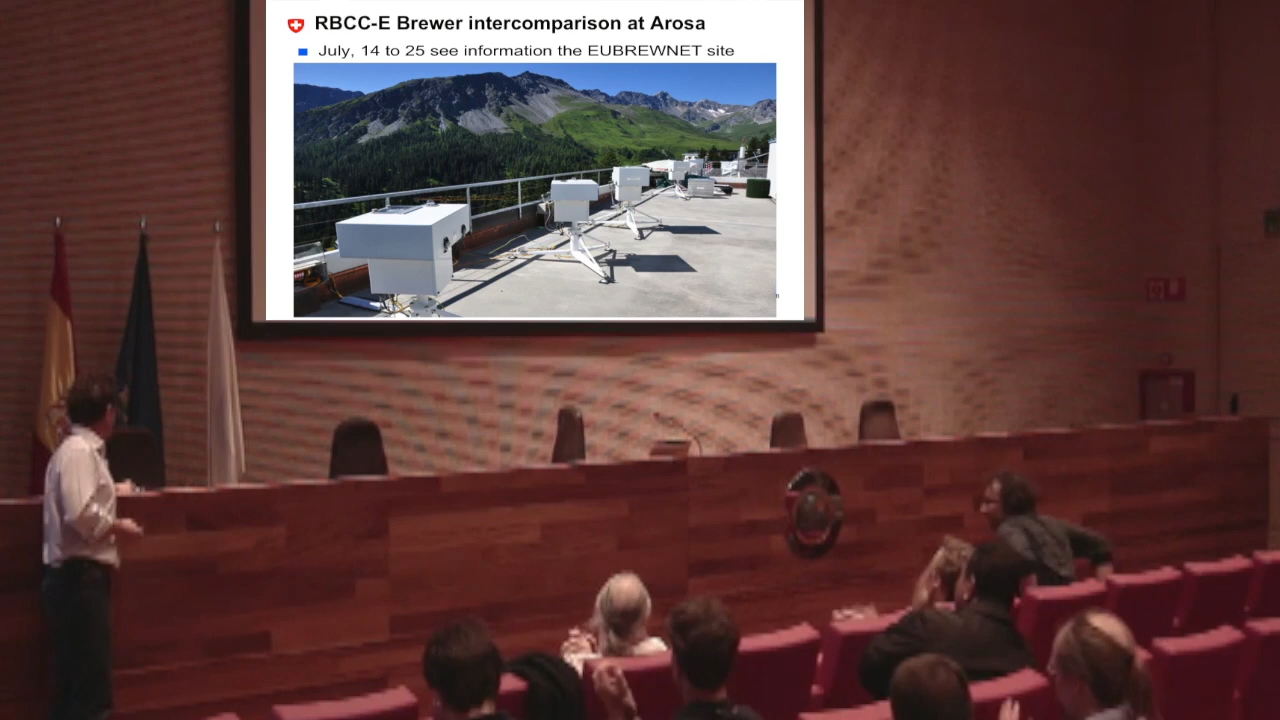 RBCC-E Brewer intercomparison at Arosa
July, 14 to 25 see information the EUBREWNET site